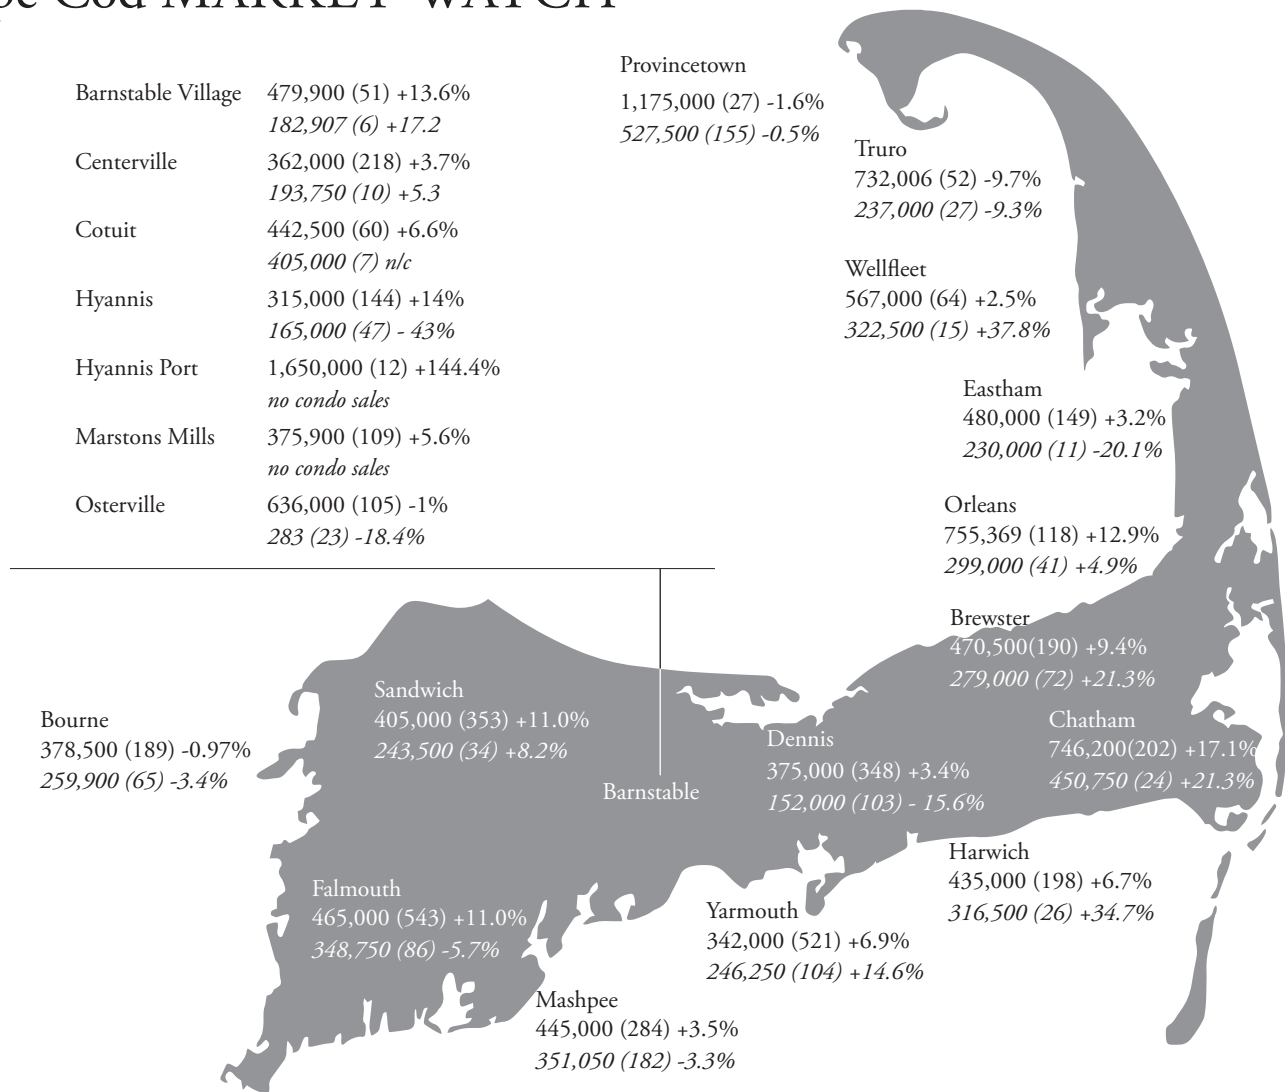 Cod MARKET WATCH
Barnstable Village 479,900 (51) +13.6%
182,907 (6) +17.2
Centerville 362,000 (218) +3.7%
193,750 (10) +5.3
Cotuit 442,500 (60) +6.6%
405,000 (7) n/c
Hyannis 315,000 (144) +14%
165,000 (47) - 43%
Hyannis Port 1,650,000 (12) +144.4%
no condo sales
Marstons Mills 375,900 (109) +5.6%
no condo sales
Osterville 636,000 (105) -1%
283 (23) -18.4%
Provincetown
1,175,000 (27) -1.6%
527,500 (155) -0.5%
Truro
732,006 (52) -9.7%
237,000 (27) -9.3%
Wellfleet
567,000 (64) +2.5%
322,500 (15) +37.8%
Eastham
480,000 (149) +3.2%
230,000 (11) -20.1%
Orleans
755,369 (118) +12.9%
299,000 (41) +4.9%
Brewster
470,500(190) +9.4%
279,000 (72) +21.3%
Chatham
746,200(202) +17.1%
450,750 (24) +21.3%
Sandwich
405,000 (353) +11.0%
243,500 (34) +8.2%
Bourne
378,500 (189) -0.97%
259,900 (65) -3.4%
Dennis
375,000 (348) +3.4%
152,000 (103) - 15.6%
Barnstable
Harwich
435,000 (198) +6.7%
316,500 (26) +34.7%
Falmouth
465,000 (543) +11.0%
348,750 (86) -5.7%
Yarmouth
342,000 (521) +6.9%
246,250 (104) +14.6%
Mashpee
445,000 (284) +3.5%
351,050 (182) -3.3%